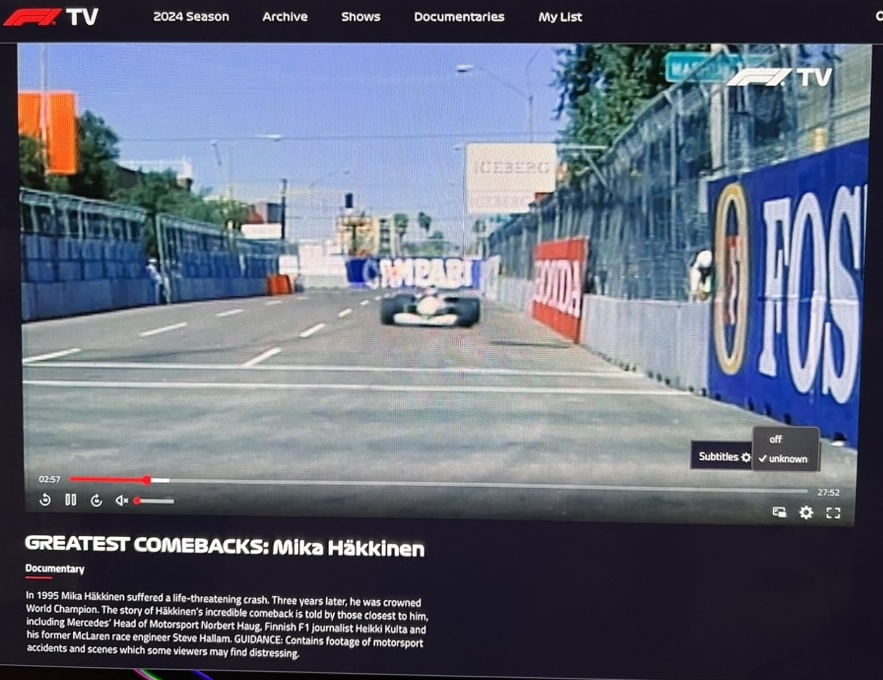 F1 TV 2024 Season Archive Shows Documentaries My List
F1 TV
ICEBERG
CAMPARI
HONDA
FOS
off
Subtitles ✓ unknown
02:57
27:52
GREATEST COMEBACKS: Mika Häkkinen
Documentary
In 1995 Mika Häkkinen suffered a life-threatening crash. Three years later, he was crowned
World Champion. The story of Häkkinen's incredible comeback is told by those closest to him,
including Mercedes' Head of Motorsport Norbert Haug, Finnish F1 journalist Heikki Kulta and
his former McLaren race engineer Steve Hallam. GUIDANCE: Contains footage of motorsport
accidents and scenes which some viewers may find distressing.